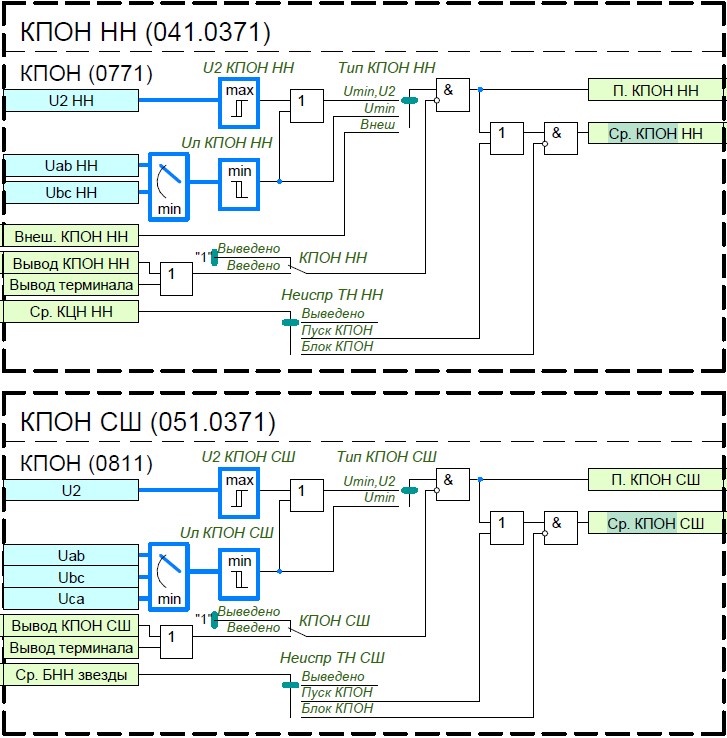 КПОН НН (041.0371)
КПОН (0771)
U2 КПОН НН
Тип КПОН НН
U2 НН
max
1
Umin,U2
Umin
Внеш
&
П. КПОН НН
Uл КПОН НН
1
&
Ср. КПОН НН
Uab НН
Ubc НН
min
min
Внеш. КПОН НН
Вывод КПОН НН
Вывод терминала
1
"1"
Выведено
Введено
КПОН НН
Неиспр ТН НН
Ср. КЦН НН
Выведено
Пуск КПОН
Блок КПОН
КПОН СШ (051.0371)
КПОН (0811)
U2 КПОН СШ
Тип КПОН СШ
U2
max
1
Umin,U2
Umin
&
П. КПОН СШ
Uл КПОН СШ
1
&
Ср. КПОН СШ
Uab
Ubc
Uca
min
min
Вывод КПОН СШ
Вывод терминала
1
"1"
Выведено
Введено
КПОН СШ
Неиспр ТН СШ
Ср. БНН звезды
Выведено
Пуск КПОН
Блок КПОН